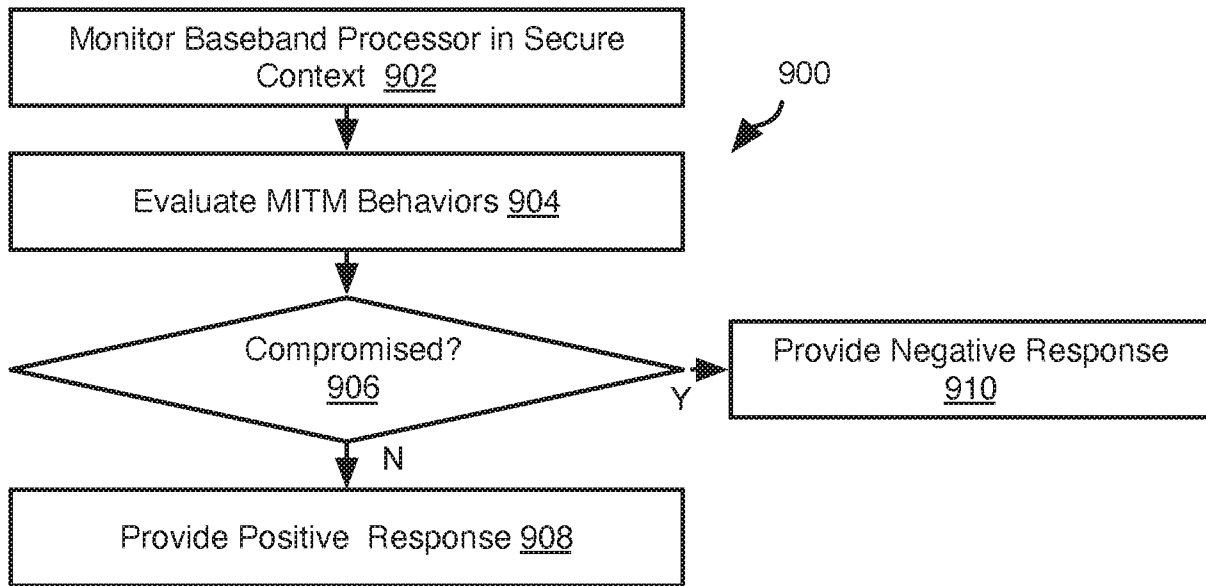 Monitor Baseband Processor in Secure
Context 902
900
Evaluate MITM Behaviors 904
Compromised?
906
Y
Provide Negative Response
910
N
Provide Positive Response 908